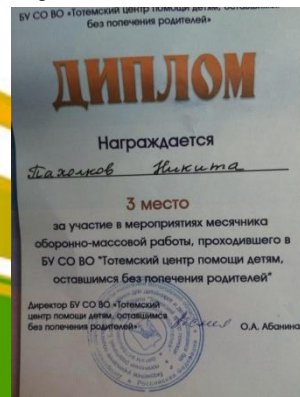 БУ СО ВО «Тотемский центр помощи детям, оставшимся
без попечения родителей»
ДИПЛОМ
Награждается
Пахолков Никита
3 место
за участие в мероприятиях месячника
оборонно-массовой работы, проходившего в
БУ СО ВО "Тотемский центр помощи детям,
оставшимся без попечения родителей"
Директор БУ СО ВО «Тотемский
центр помощи детям, оставшимся
без попечения родителей»
О.А. Абанина